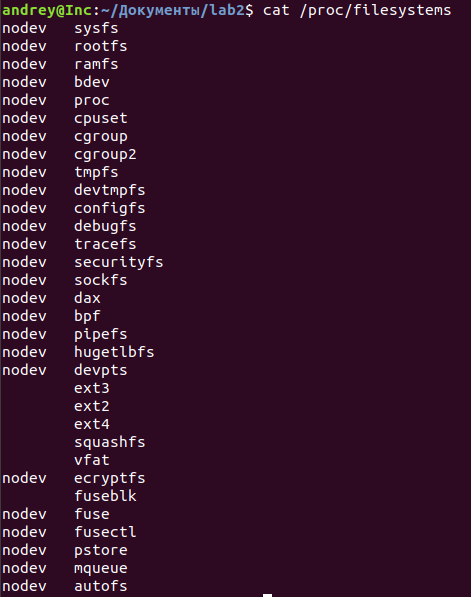 andrey@Inc:~/Документы/lab2$ cat /proc/filesystems
nodev   sysfs
nodev   rootfs
nodev   ramfs
nodev   bdev
nodev   proc
nodev   cpuset
nodev   cgroup
nodev   cgroup2
nodev   tmpfs
nodev   devtmpfs
nodev   configfs
nodev   debugfs
nodev   tracefs
nodev   securityfs
nodev   sockfs
nodev   dax
nodev   bpf
nodev   pipefs
nodev   hugetlbfs
nodev   devpts
        ext3
        ext2
        ext4
        squashfs
        vfat
nodev   ecryptfs
        fuseblk
nodev   fuse
nodev   fusectl
nodev   pstore
nodev   mqueue
nodev   autofs